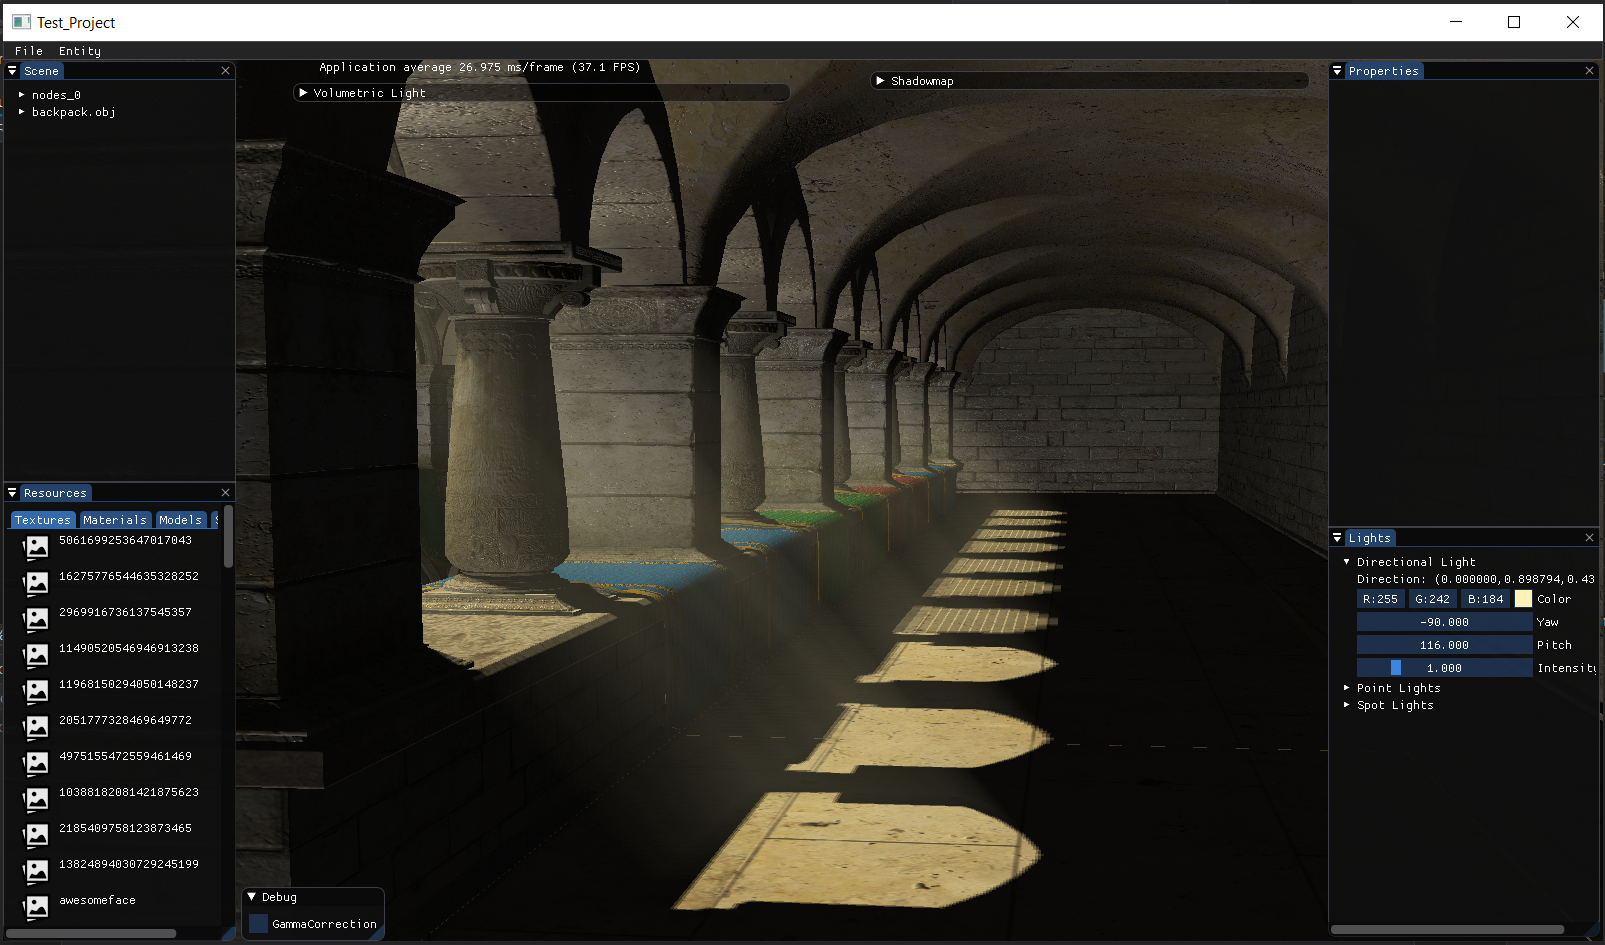 Test_Project
File Entity
Scene
nodes_0
backpack.obj
Application average 26.975 ms/frame (37.1 FPS)
Volumetric Light
Shadowmap
Properties
Resources
Textures Materials Models
5061699253647017043
16275776544635328252
2969916736137545357
11490520546946913238
11968150294050148237
2051777328469649772
4975155472559461469
10388182081421875623
2185409758123873465
13824894030729245199
awesomeface
Debug
GammaCorrection
Lights
Directional Light
Direction: (0.000000,0.898794,0.43
R:255 G:242 B:184 Color
-90.000 Yaw
116.000 Pitch
1.000 Intensity
Point Lights
Spot Lights